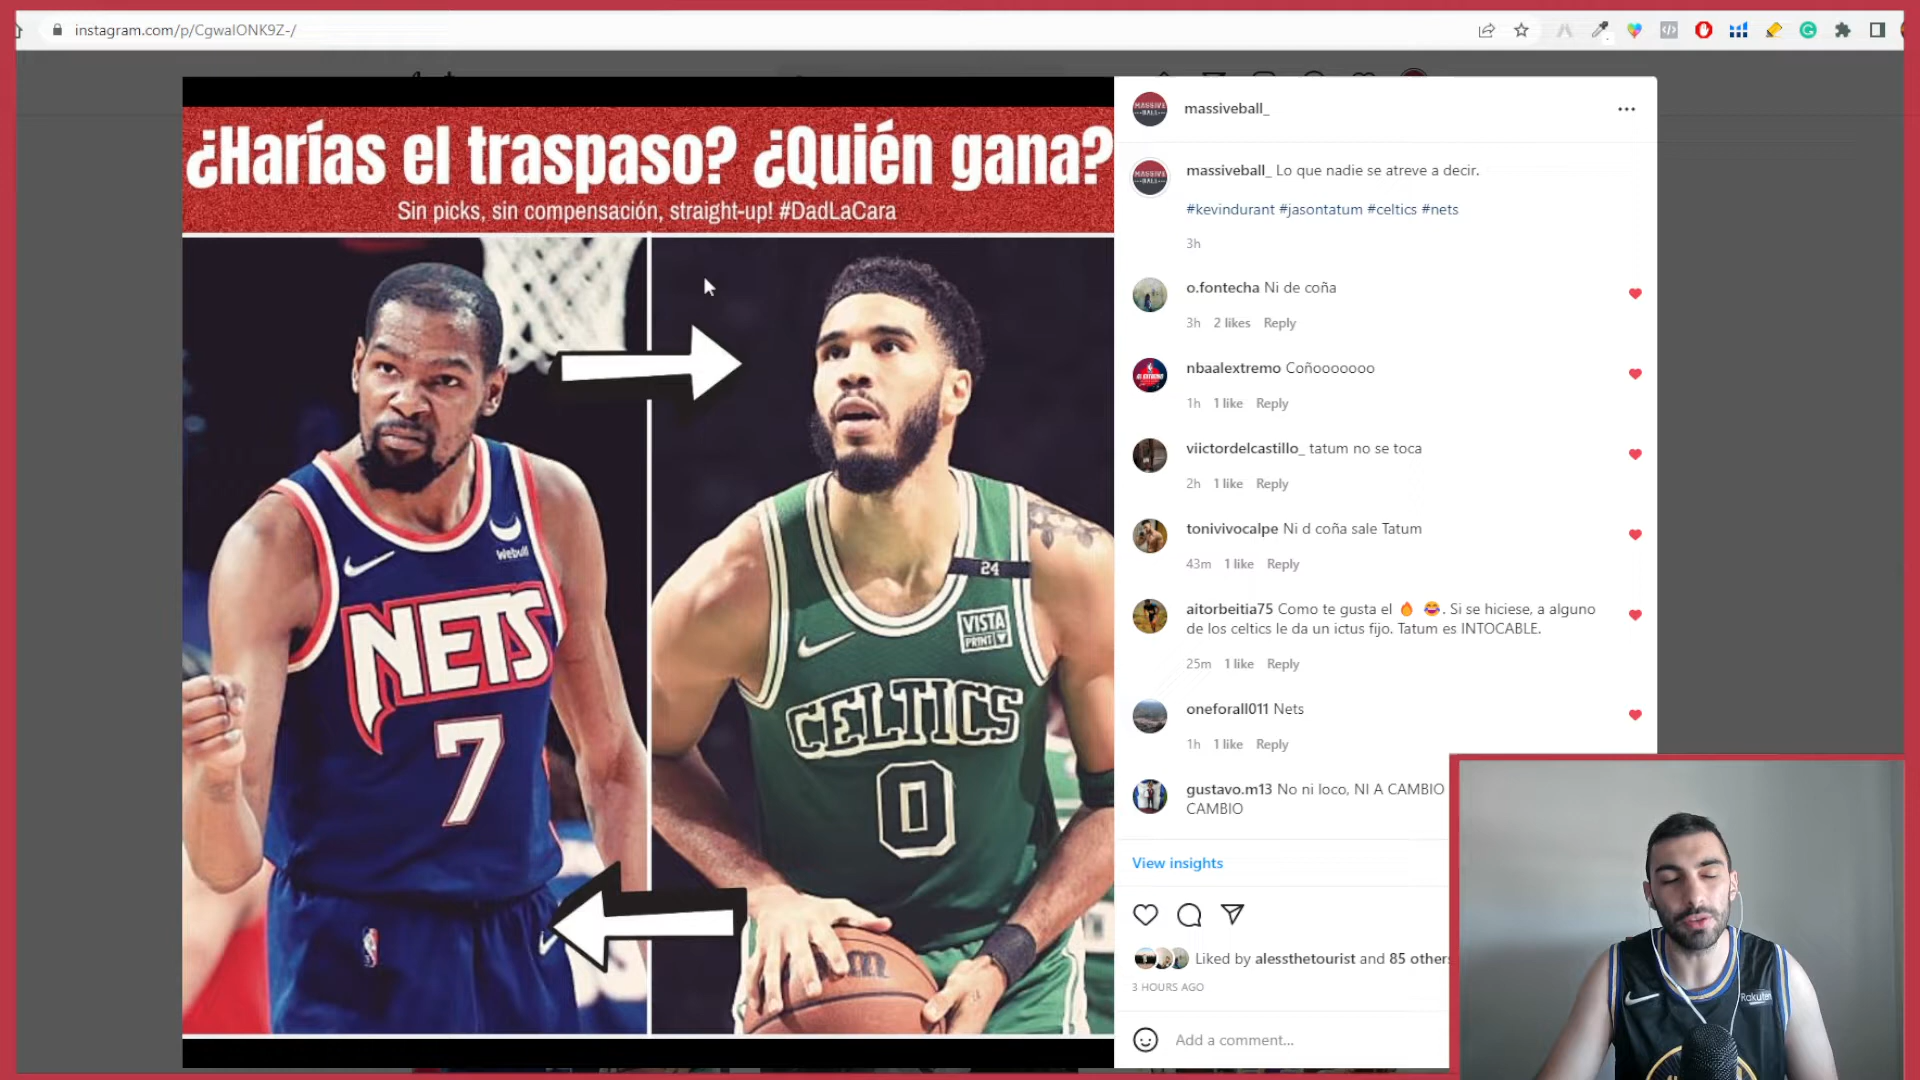 instagram.com/p/CgwalONK9Z-/
¿Harías el traspaso? ¿Quién gana?
Sin picks, sin compensación, straight-up! #DadLaCara
Webull
NETS
7
24
VISTA
PRINT
CELTICS
0
massiveball_
massiveball_ Lo que nadie se atreve a decir.
#kevindurant #jasontatum #celtics #nets
3h
o.fontecha Ni de coña
3h 2 likes Reply
nbaalextremo Coñooooooo
1h 1 like Reply
viictordelcastillo_ tatum no se toca
2h 1 like Reply
tonivivocalpe Ni d coña sale Tatum
43m 1 like Reply
aitorbeitia75 Como te gusta el 🔥 😂. Si se hiciese, a alguno
de los celtics le da un ictus fijo. Tatum es INTOCABLE.
25m 1 like Reply
oneforall011 Nets
1h 1 like Reply
gustavo.m13 No ni loco, NI A CAMBIO
CAMBIO
View insights
Liked by alessthetourist and 85 others
3 HOURS AGO
Add a comment...
Rakuten